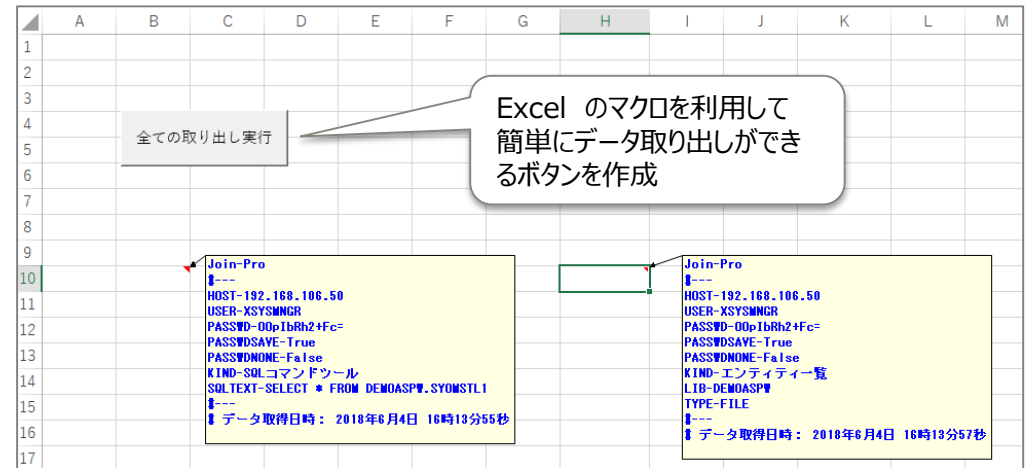 A B C D E F G H I J K L M
1
2
3
4
5
6
7
8
9
10
11
12
13
14
15
16
17
全ての取り出し実行
Excel のマクロを利用して
簡単にデータ取り出しができ
るボタンを作成
Join-Pro
#---
HOST-192.168.106.50
USER-XSYSMNGR
PASSWD-OOpIbRh2+Fc=
PASSWDSAVE-True
PASSWDNONE-False
KIND-SQLコマンドツール
SQLTEXT-SELECT * FROM DEMOASPW.SYOMSTL1
#---
# データ取得日時： 2018年6月4日 16時13分55秒
Join-Pro
#---
HOST-192.168.106.50
USER-XSYSMNGR
PASSWD-OOpIbRh2+Fc=
PASSWDSAVE-True
PASSWDNONE-False
KIND-エンティティ一覧
LIB-DEMOASPW
TYPE-FILE
#---
# データ取得日時： 2018年6月4日 16時13分57秒